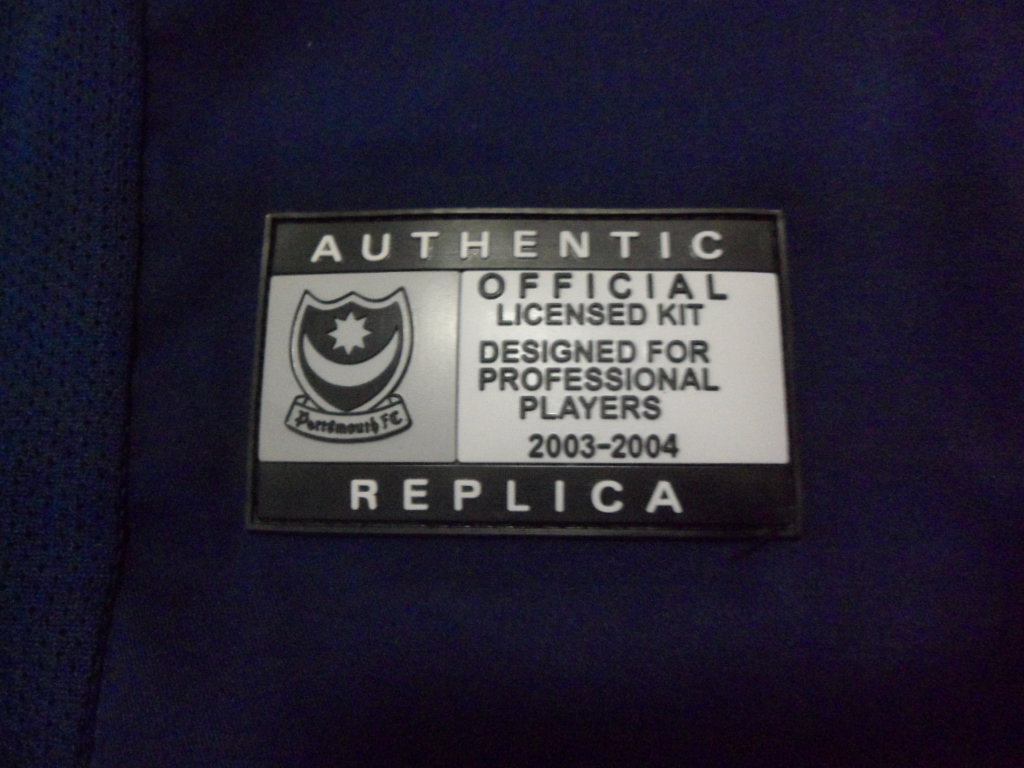 AUTHENTIC
Portsmouth FC
OFFICIAL
LICENSED KIT
DESIGNED FOR
PROFESSIONAL
PLAYERS
2003-2004
REPLICA